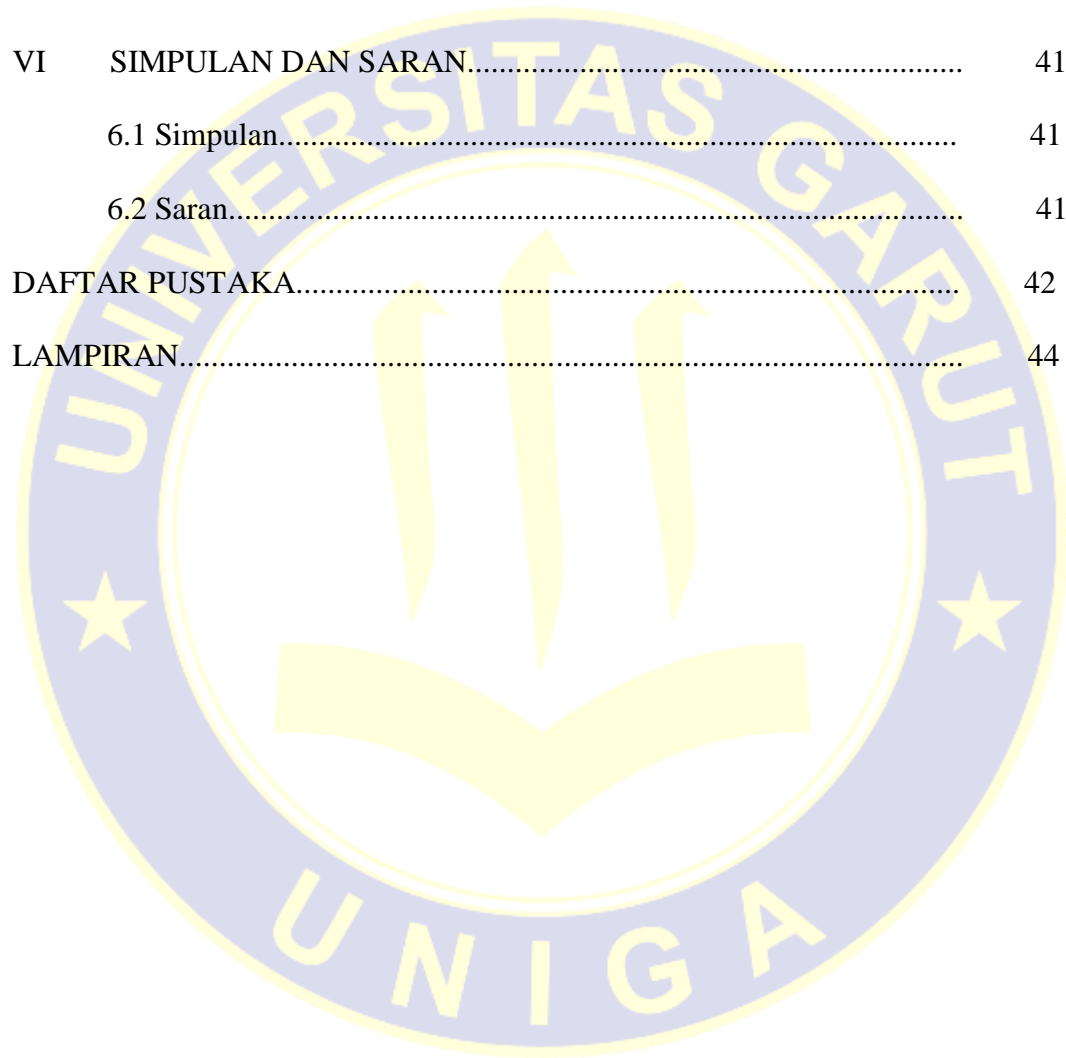 VI SIMPULAN DAN SARAN.............................................................. 41
6.1 Simpulan..................................................................................... 41
6.2 Saran............................................................................................ 41
DAFTAR PUSTAKA................................................................................... 42
LAMPIRAN.................................................................................................. 44
UNIVERSITAS GARUT
UNIGA